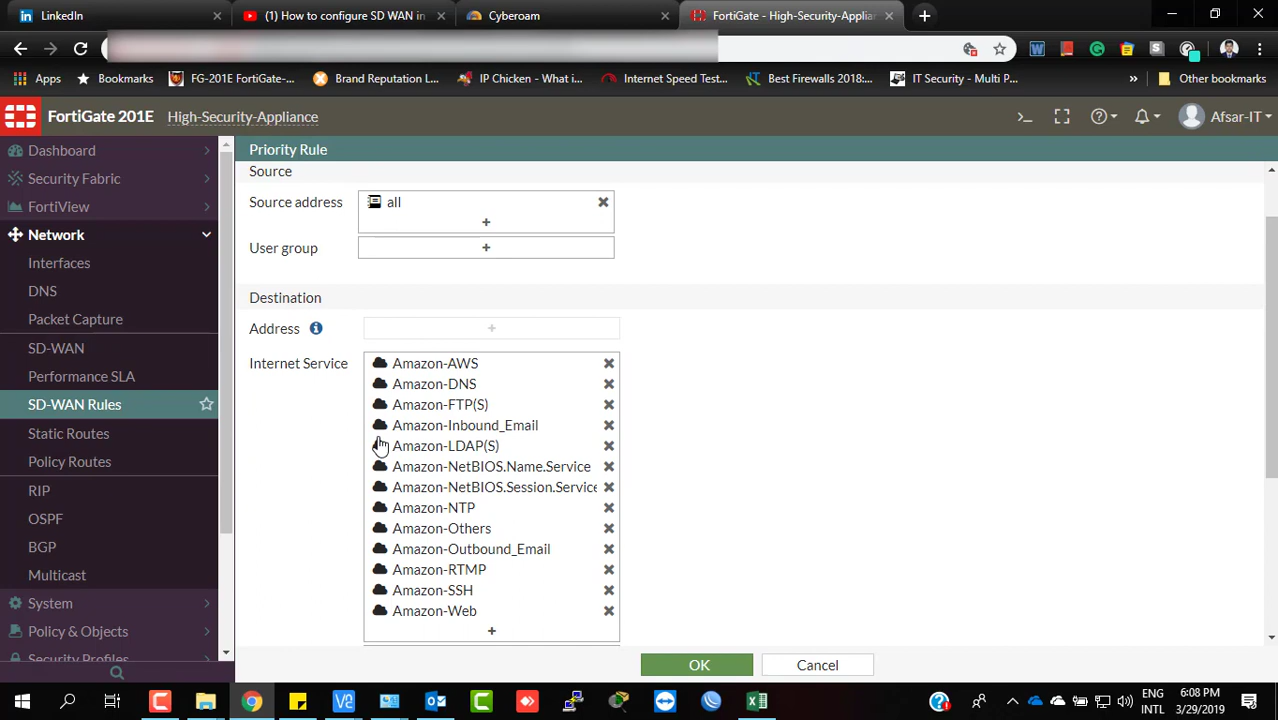 LinkedIn
(1) How to configure SD WAN in
Cyberoam
FortiGate - High-Security-Applian
Apps
Bookmarks
FG-201E FortiGate-...
Brand Reputation L...
IP Chicken - What i...
Internet Speed Test...
Best Firewalls 2018:...
IT Security - Multi P...
»
Other bookmarks
FortiGate 201E
High-Security-Appliance
>_
Afsar-IT
Dashboard
Security Fabric
FortiView
Network
Interfaces
DNS
Packet Capture
SD-WAN
Performance SLA
SD-WAN Rules
Static Routes
Policy Routes
RIP
OSPF
BGP
Multicast
System
Policy & Objects
Security Profiles
Priority Rule
Source
Source address
all
+
User group
+
Destination
Address
+
Internet Service
Amazon-AWS
Amazon-DNS
Amazon-FTP(S)
Amazon-Inbound_Email
Amazon-LDAP(S)
Amazon-NetBIOS.Name.Service
Amazon-NetBIOS.Session.Service
Amazon-NTP
Amazon-Others
Amazon-Outbound_Email
Amazon-RTMP
Amazon-SSH
Amazon-Web
+
OK
Cancel
ENG
INTL
6:08 PM
3/29/2019